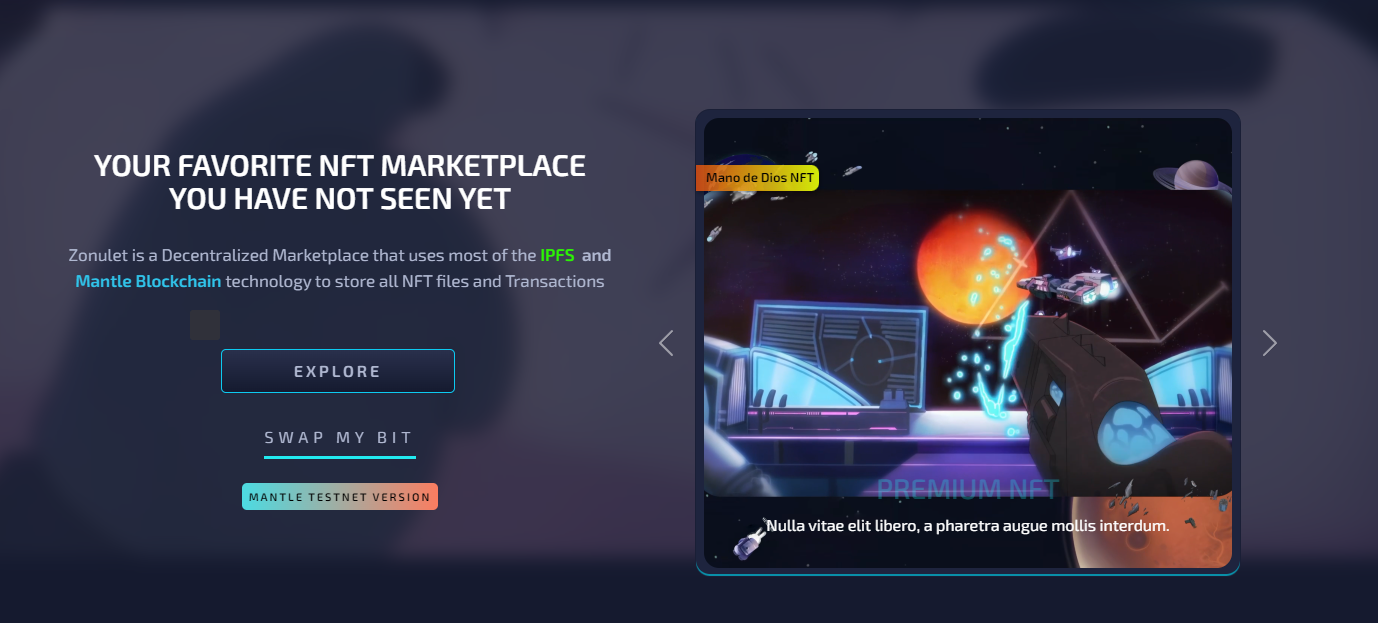 YOUR FAVORITE NFT MARKETPLACE
YOU HAVE NOT SEEN YET
Zonulet is a Decentralized Marketplace that uses most of the IPFS and
Mantle Blockchain technology to store all NFT files and Transactions
EXPLORE
SWAP MY BIT
MANTLE TESTNET VERSION
Mano de Dios NFT
PREMIUM NFT
Nulla vitae elit libero, a pharetra augue mollis interdum.